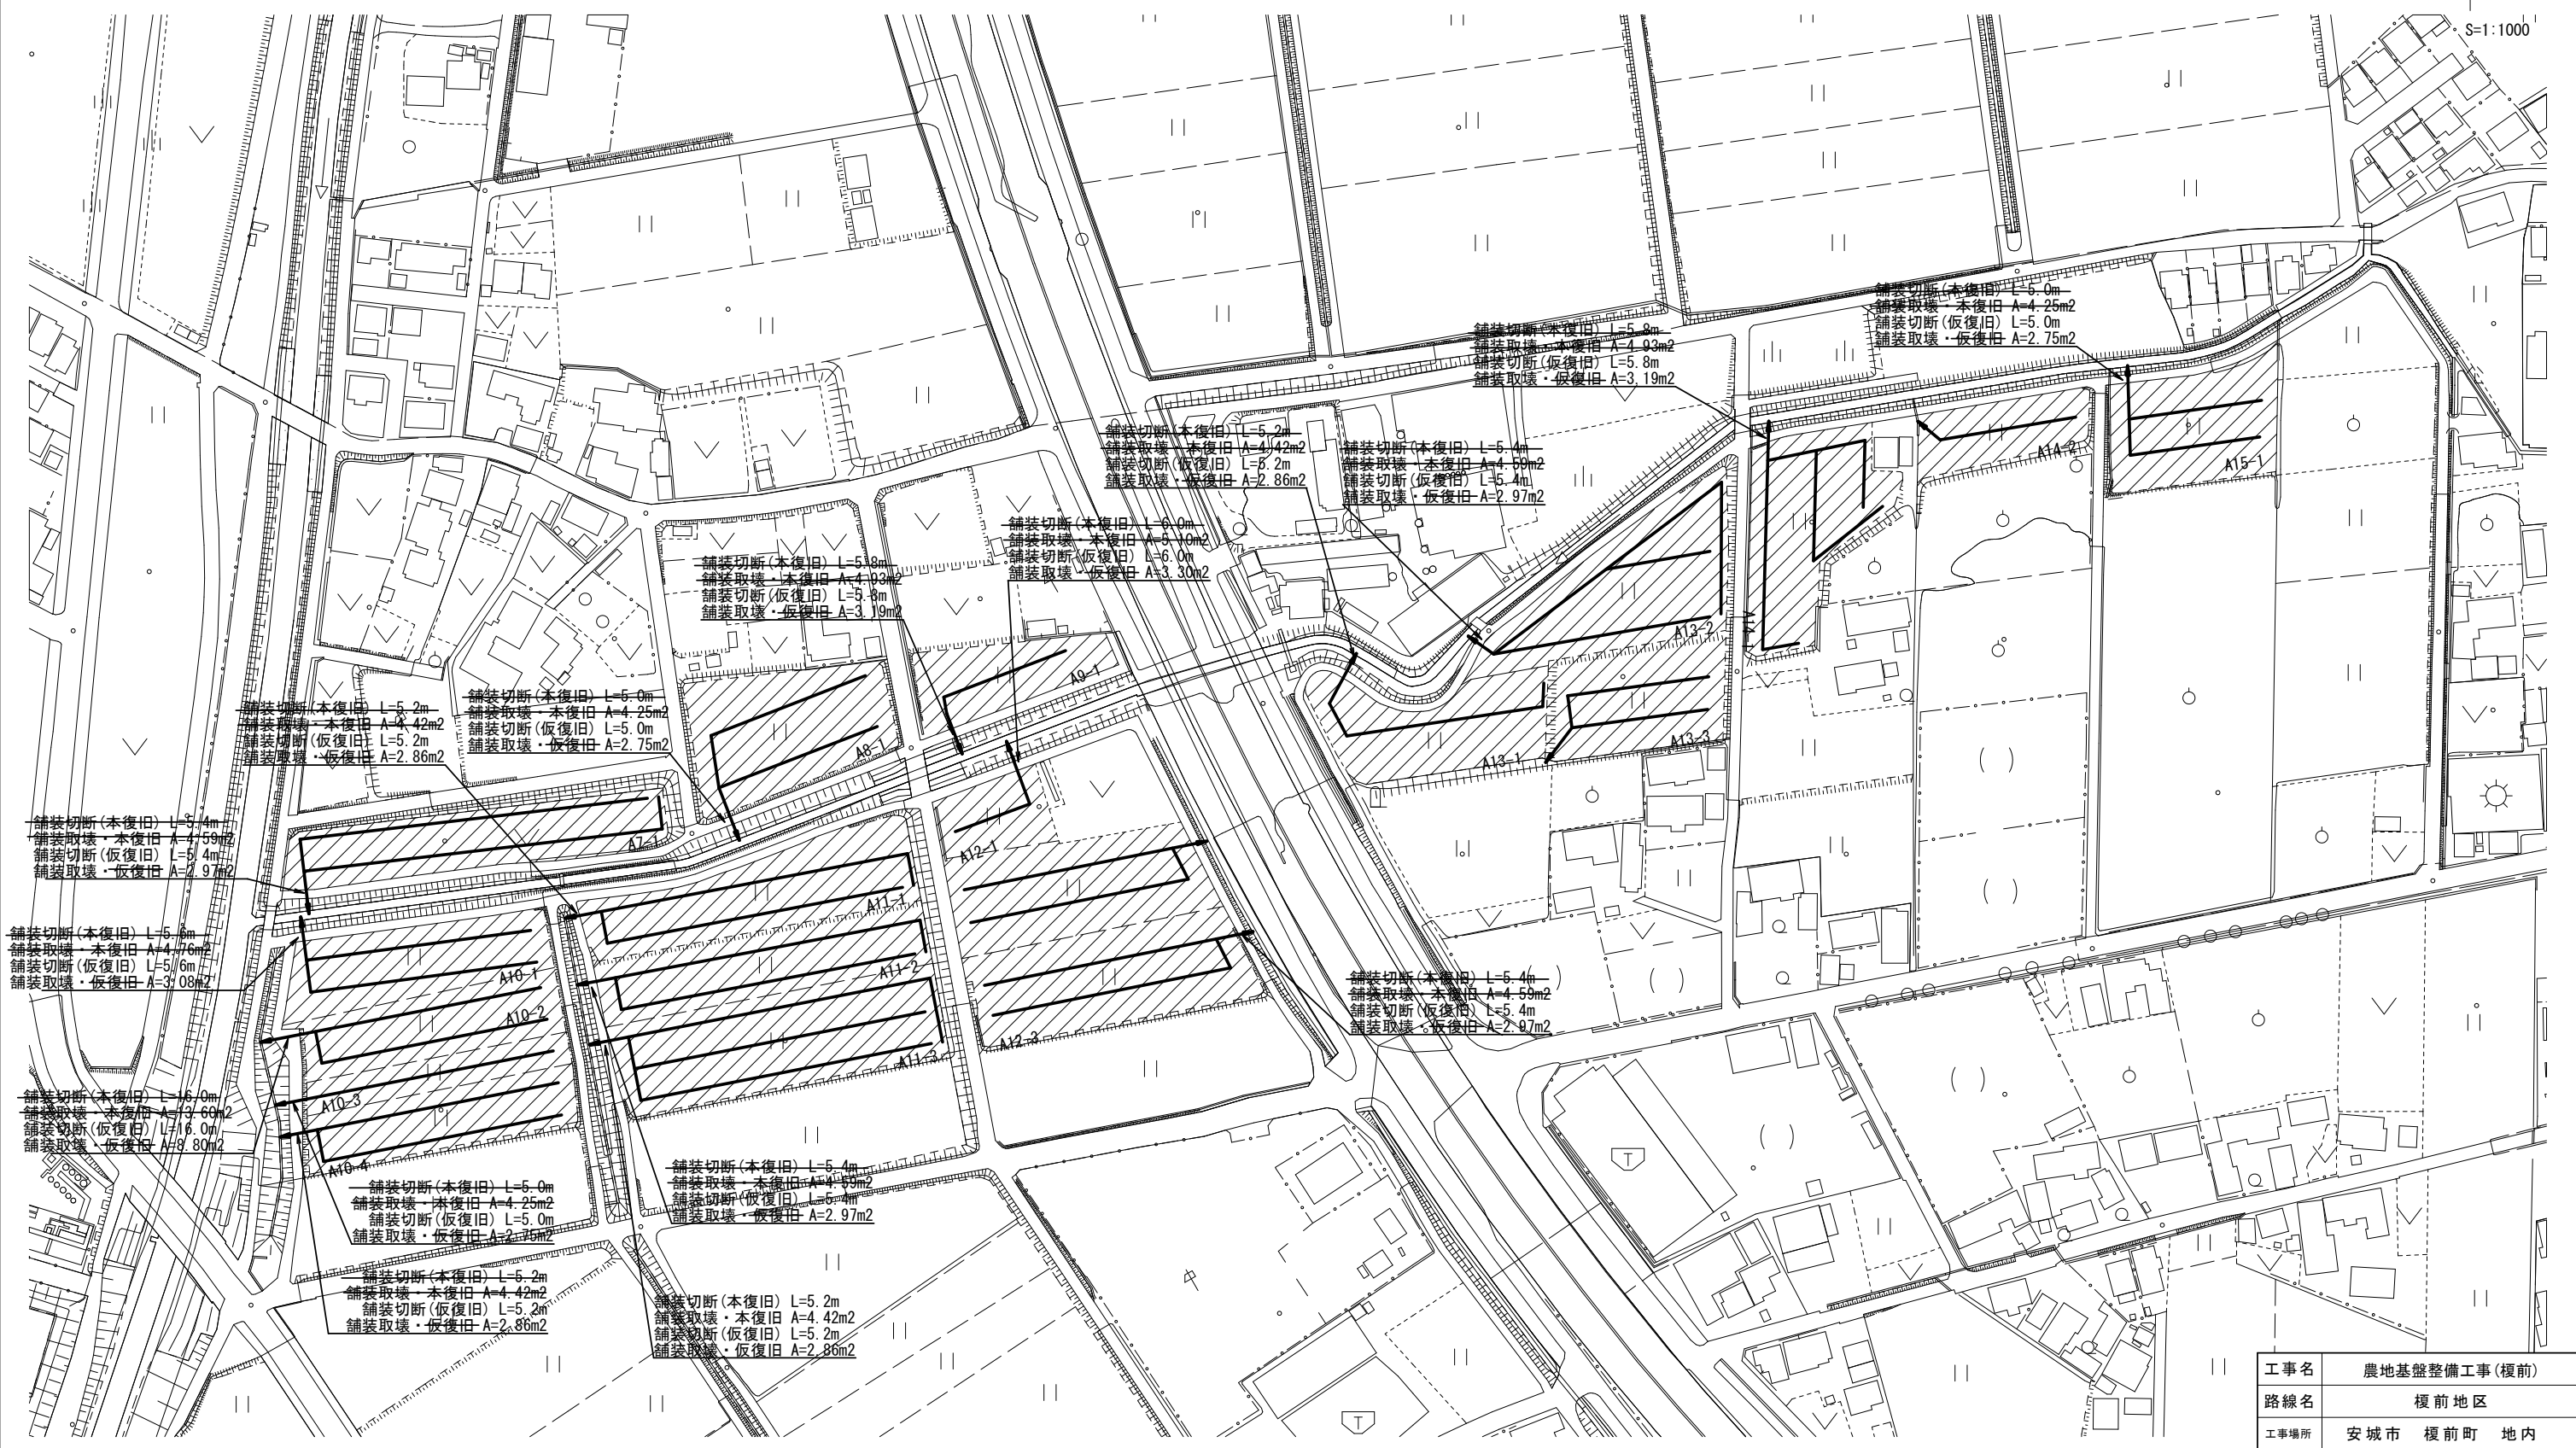 S=1:1000
舗装切断(本復旧) L=5.0m
舗装取壊・本復旧 A=4.25m2
舗装切断(仮復旧) L=5.0m
舗装取壊・仮復旧 A=2.75m2
舗装切断(本復旧) L=5.8m
舗装取壊・本復旧 A=4.93m2
舗装切断(仮復旧) L=5.8m
舗装取壊・仮復旧 A=3.19m2
舗装切断(本復旧) L=5.2m
舗装取壊・本復旧 A=4.42m2
舗装切断(仮復旧) L=5.2m
舗装取壊・仮復旧 A=2.86m2
舗装切断(本復旧) L=5.4m
舗装取壊・本復旧 A=4.59m2
舗装切断(仮復旧) L=5.4m
舗装取壊・仮復旧 A=2.97m2
A14-2
A15-1
舗装切断(本復旧) L=6.0m
舗装取壊・本復旧 A=5.10m2
舗装切断(仮復旧) L=6.0m
舗装取壊・仮復旧 A=3.30m2
舗装切断(本復旧) L=5.8m
舗装取壊・本復旧 A=4.93m2
舗装切断(仮復旧) L=5.8m
舗装取壊・仮復旧 A=3.19m2
A13-2
A9-1
舗装切断(本復旧) L=5.0m
舗装取壊・本復旧 A=4.25m2
舗装切断(仮復旧) L=5.0m
舗装取壊・仮復旧 A=2.75m2
舗装切断(本復旧) L=5.2m
舗装取壊・本復旧 A=4.42m2
舗装切断(仮復旧) L=5.2m
舗装取壊・仮復旧 A=2.86m2
A8-1
A13-3
A13-1
舗装切断(本復旧) L=5.4m
舗装取壊・本復旧 A=4.59m2
舗装切断(仮復旧) L=5.4m
舗装取壊・仮復旧 A=2.97m2
A7-1
A12-1
A11-1
舗装切断(本復旧) L=5.6m
舗装取壊・本復旧 A=4.76m2
舗装切断(仮復旧) L=5.6m
舗装取壊・仮復旧 A=3.08m2
A10-1
A11-2
A10-2
舗装切断(本復旧) L=5.4m
舗装取壊・本復旧 A=4.59m2
舗装切断(仮復旧) L=5.4m
舗装取壊・仮復旧 A=2.97m2
A12-3
A11-3
A10-3
舗装切断(本復旧) L=16.0m
舗装取壊・本復旧 A=13.60m2
舗装切断(仮復旧) L=16.0m
舗装取壊・仮復旧 A=8.80m2
A10-4
舗装切断(本復旧) L=5.4m
舗装取壊・本復旧 A=4.59m2
舗装切断(仮復旧) L=5.4m
舗装取壊・仮復旧 A=2.97m2
T
舗装切断(本復旧) L=5.0m
舗装取壊・本復旧 A=4.25m2
舗装切断(仮復旧) L=5.0m
舗装取壊・仮復旧 A=2.75m2
舗装切断(本復旧) L=5.2m
舗装取壊・本復旧 A=4.42m2
舗装切断(仮復旧) L=5.2m
舗装取壊・仮復旧 A=2.86m2
舗装切断(本復旧) L=5.2m
舗装取壊・本復旧 A=4.42m2
舗装切断(仮復旧) L=5.2m
舗装取壊・仮復旧 A=2.86m2
T
工事名 農地基盤整備工事(榎前)
路線名 榎前地区
工事場所 安城市 榎前町 地内